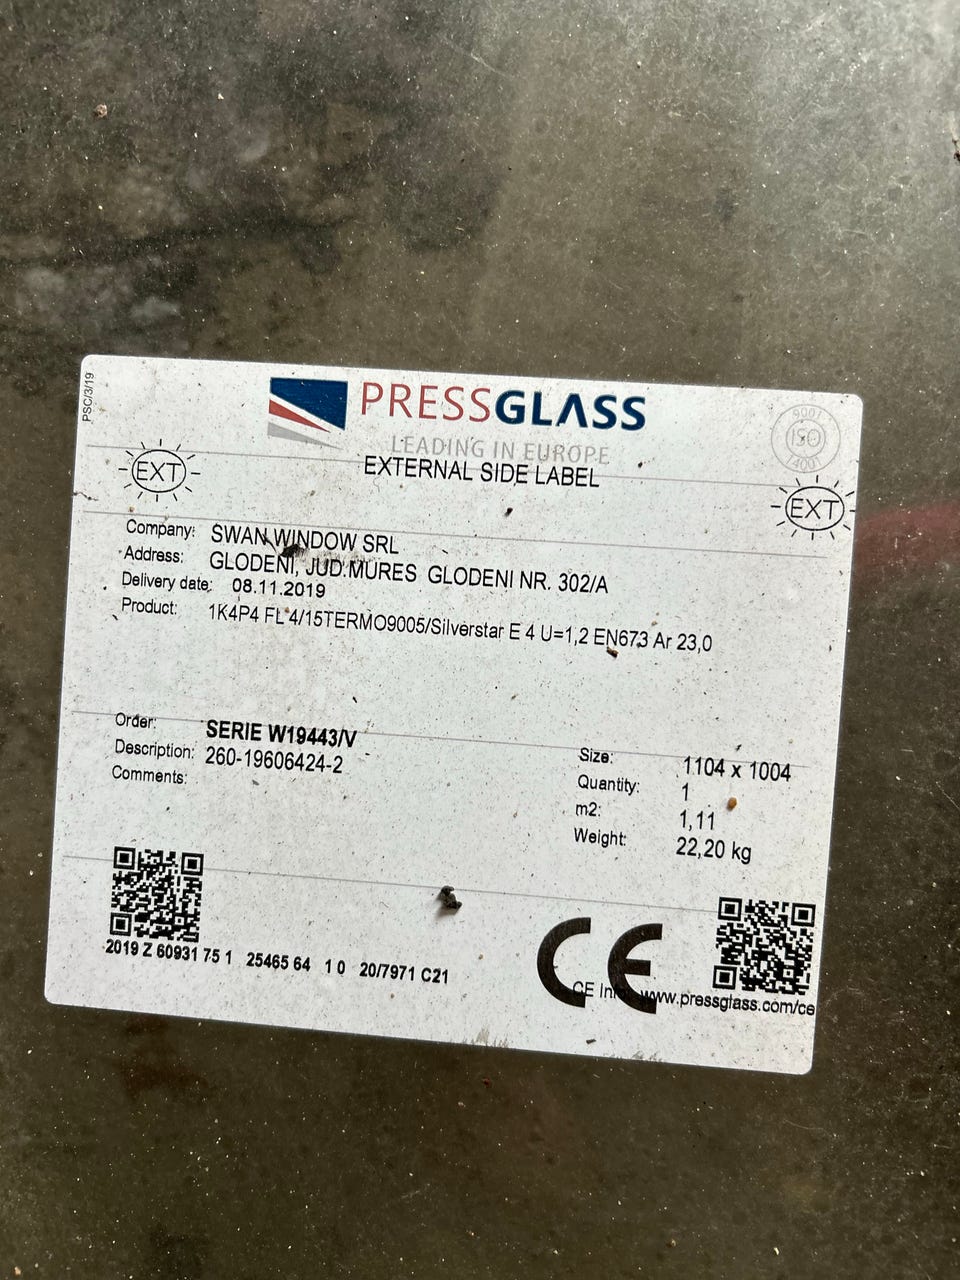 PSC/3/19
PRESSGLASS
LEADING IN EUROPE
9001
ISO
14001
EXTERNAL SIDE LABEL
EXT
EXT
Company: SWAN WINDOW SRL
Address: GLODENI, JUD.MURES GLODENI NR. 302/A
Delivery date: 08.11.2019
Product: 1K4P4 FL 4/15TERMO9005/Silverstar E 4 U=1,2 EN673 Ar 23,0
Order: SERIE W19443/V
Description: 260-19606424-2
Comments:
Size: 1104 x 1004
Quantity: 1
m2: 1,11
Weight: 22,20 kg
2019 Z 60931 75 1 25465 64 1 0 20/7971 C21
CE
CE Info: www.pressglass.com/ce